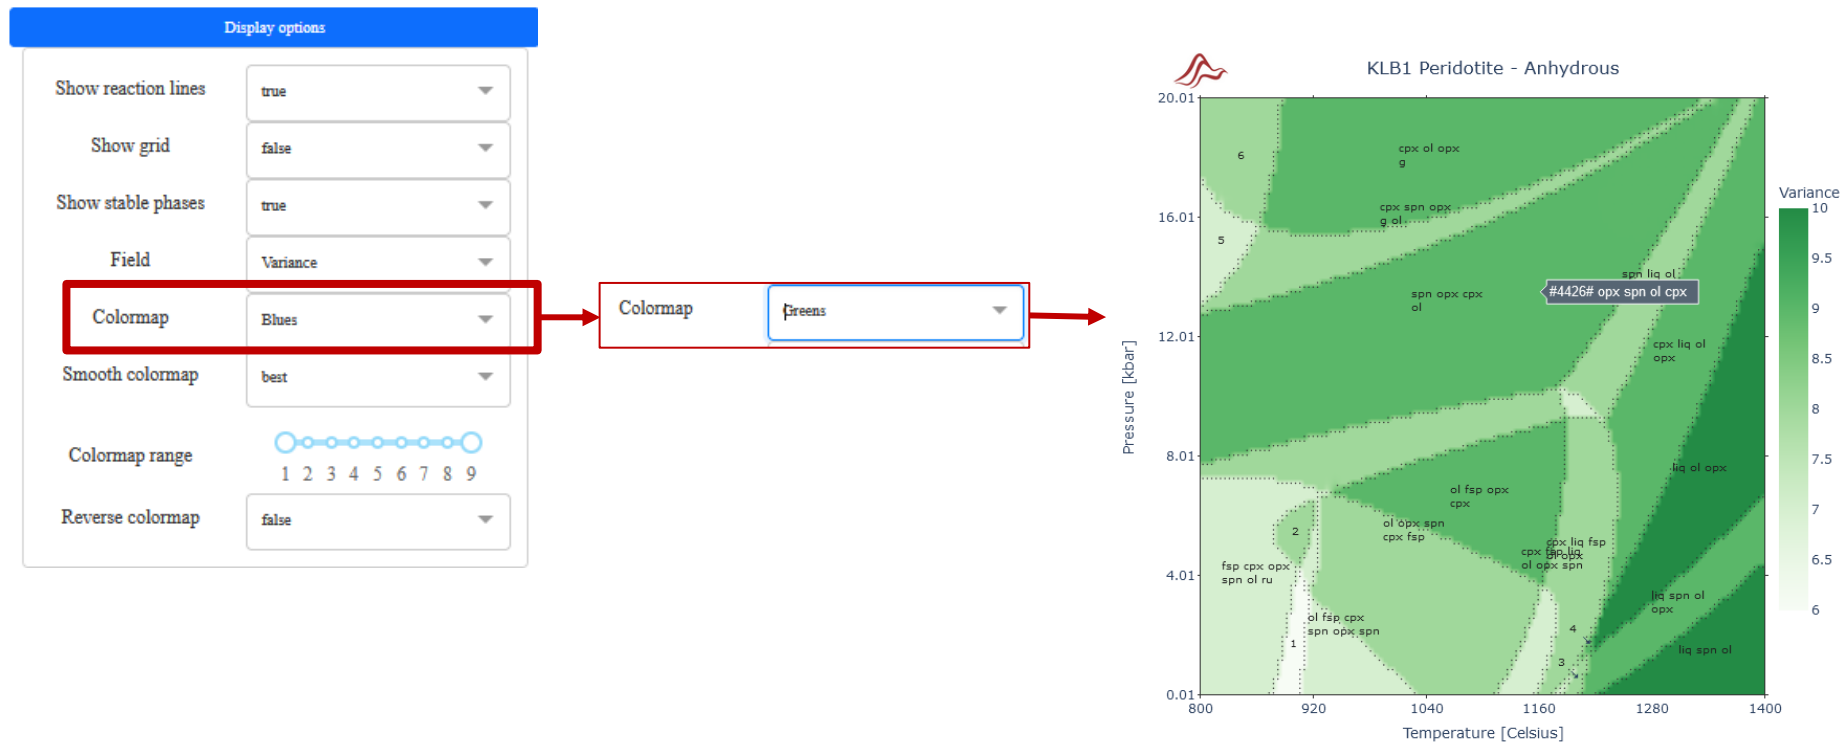 Display options
Show reaction lines
true
Show grid
false
Show stable phases
true
Field
Variance
Colormap
Blues
Smooth colormap
best
Colormap range
1 2 3 4 5 6 7 8 9
Reverse colormap
false
Colormap
Greens
KLB1 Peridotite - Anhydrous
20.01
16.01
12.01
8.01
4.01
0.01
Pressure [kbar]
800
920
1040
1160
1280
1400
Temperature [Celsius]
6
cpx ol opx
g
cpx spn opx
g ol
5
spn liq ol
#4426# opx spn ol cpx
spn opx cpx
ol
cpx liq ol
opx
liq ol opx
ol fsp opx
cpx
ol opx spn
cpx fsp
2
cpx liq fsp
ol opx
cpx fsp liq
ol opx spn
fsp cpx opx
spn ol ru
liq spn ol
opx
ol fsp cpx
spn opx spn
4
1
liq spn ol
3
Variance
10
9.5
9
8.5
8
7.5
7
6.5
6